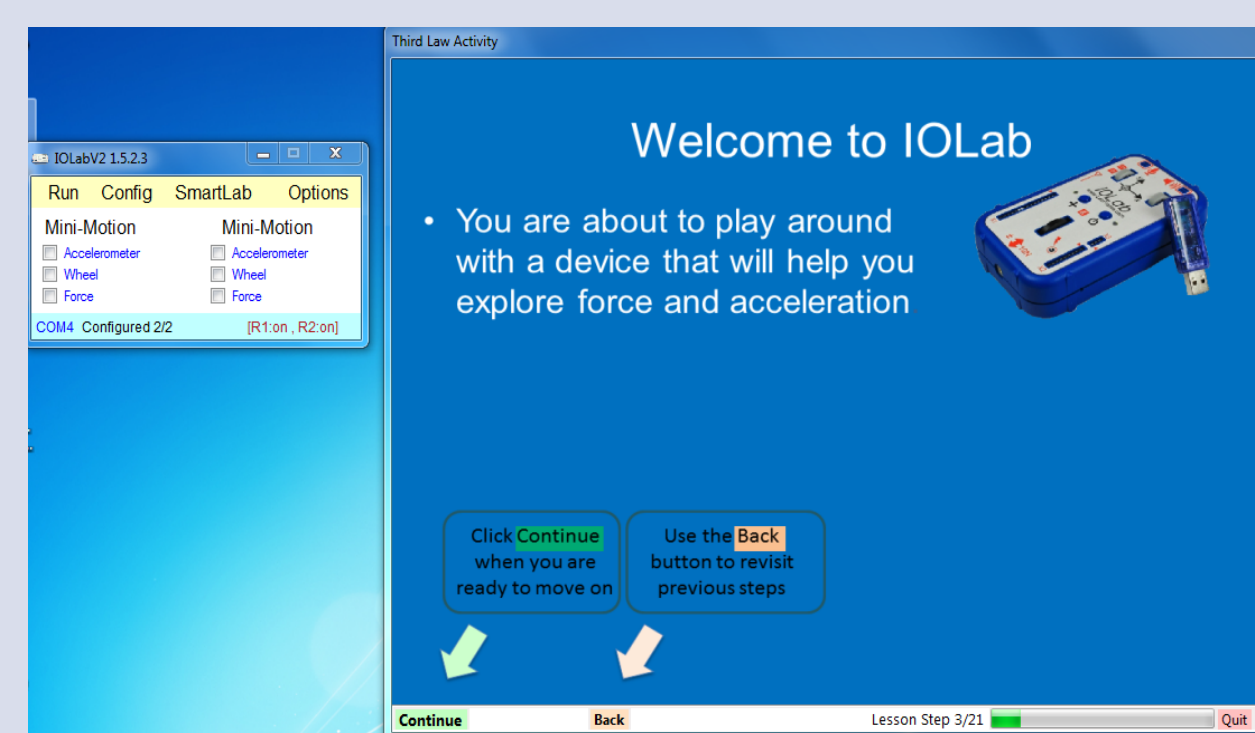 Third Law Activity
IOLabV2 1.5.2.3
Run Config SmartLab Options
Mini-Motion Mini-Motion
Accelerometer Accelerometer
Wheel Wheel
Force Force
COM4 Configured 2/2 [R1:on , R2:on]
Welcome to IOLab
• You are about to play around
with a device that will help you
explore force and acceleration
IOLab
Click Continue
when you are
ready to move on
Use the Back
button to revisit
previous steps
Continue Back Lesson Step 3/21 Quit